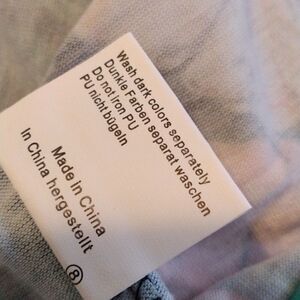 Wash dark colors separately
Dunkle Farben separat waschen
Do not iron PU
PU nicht bügeln
Made in China
In China hergestellt
8